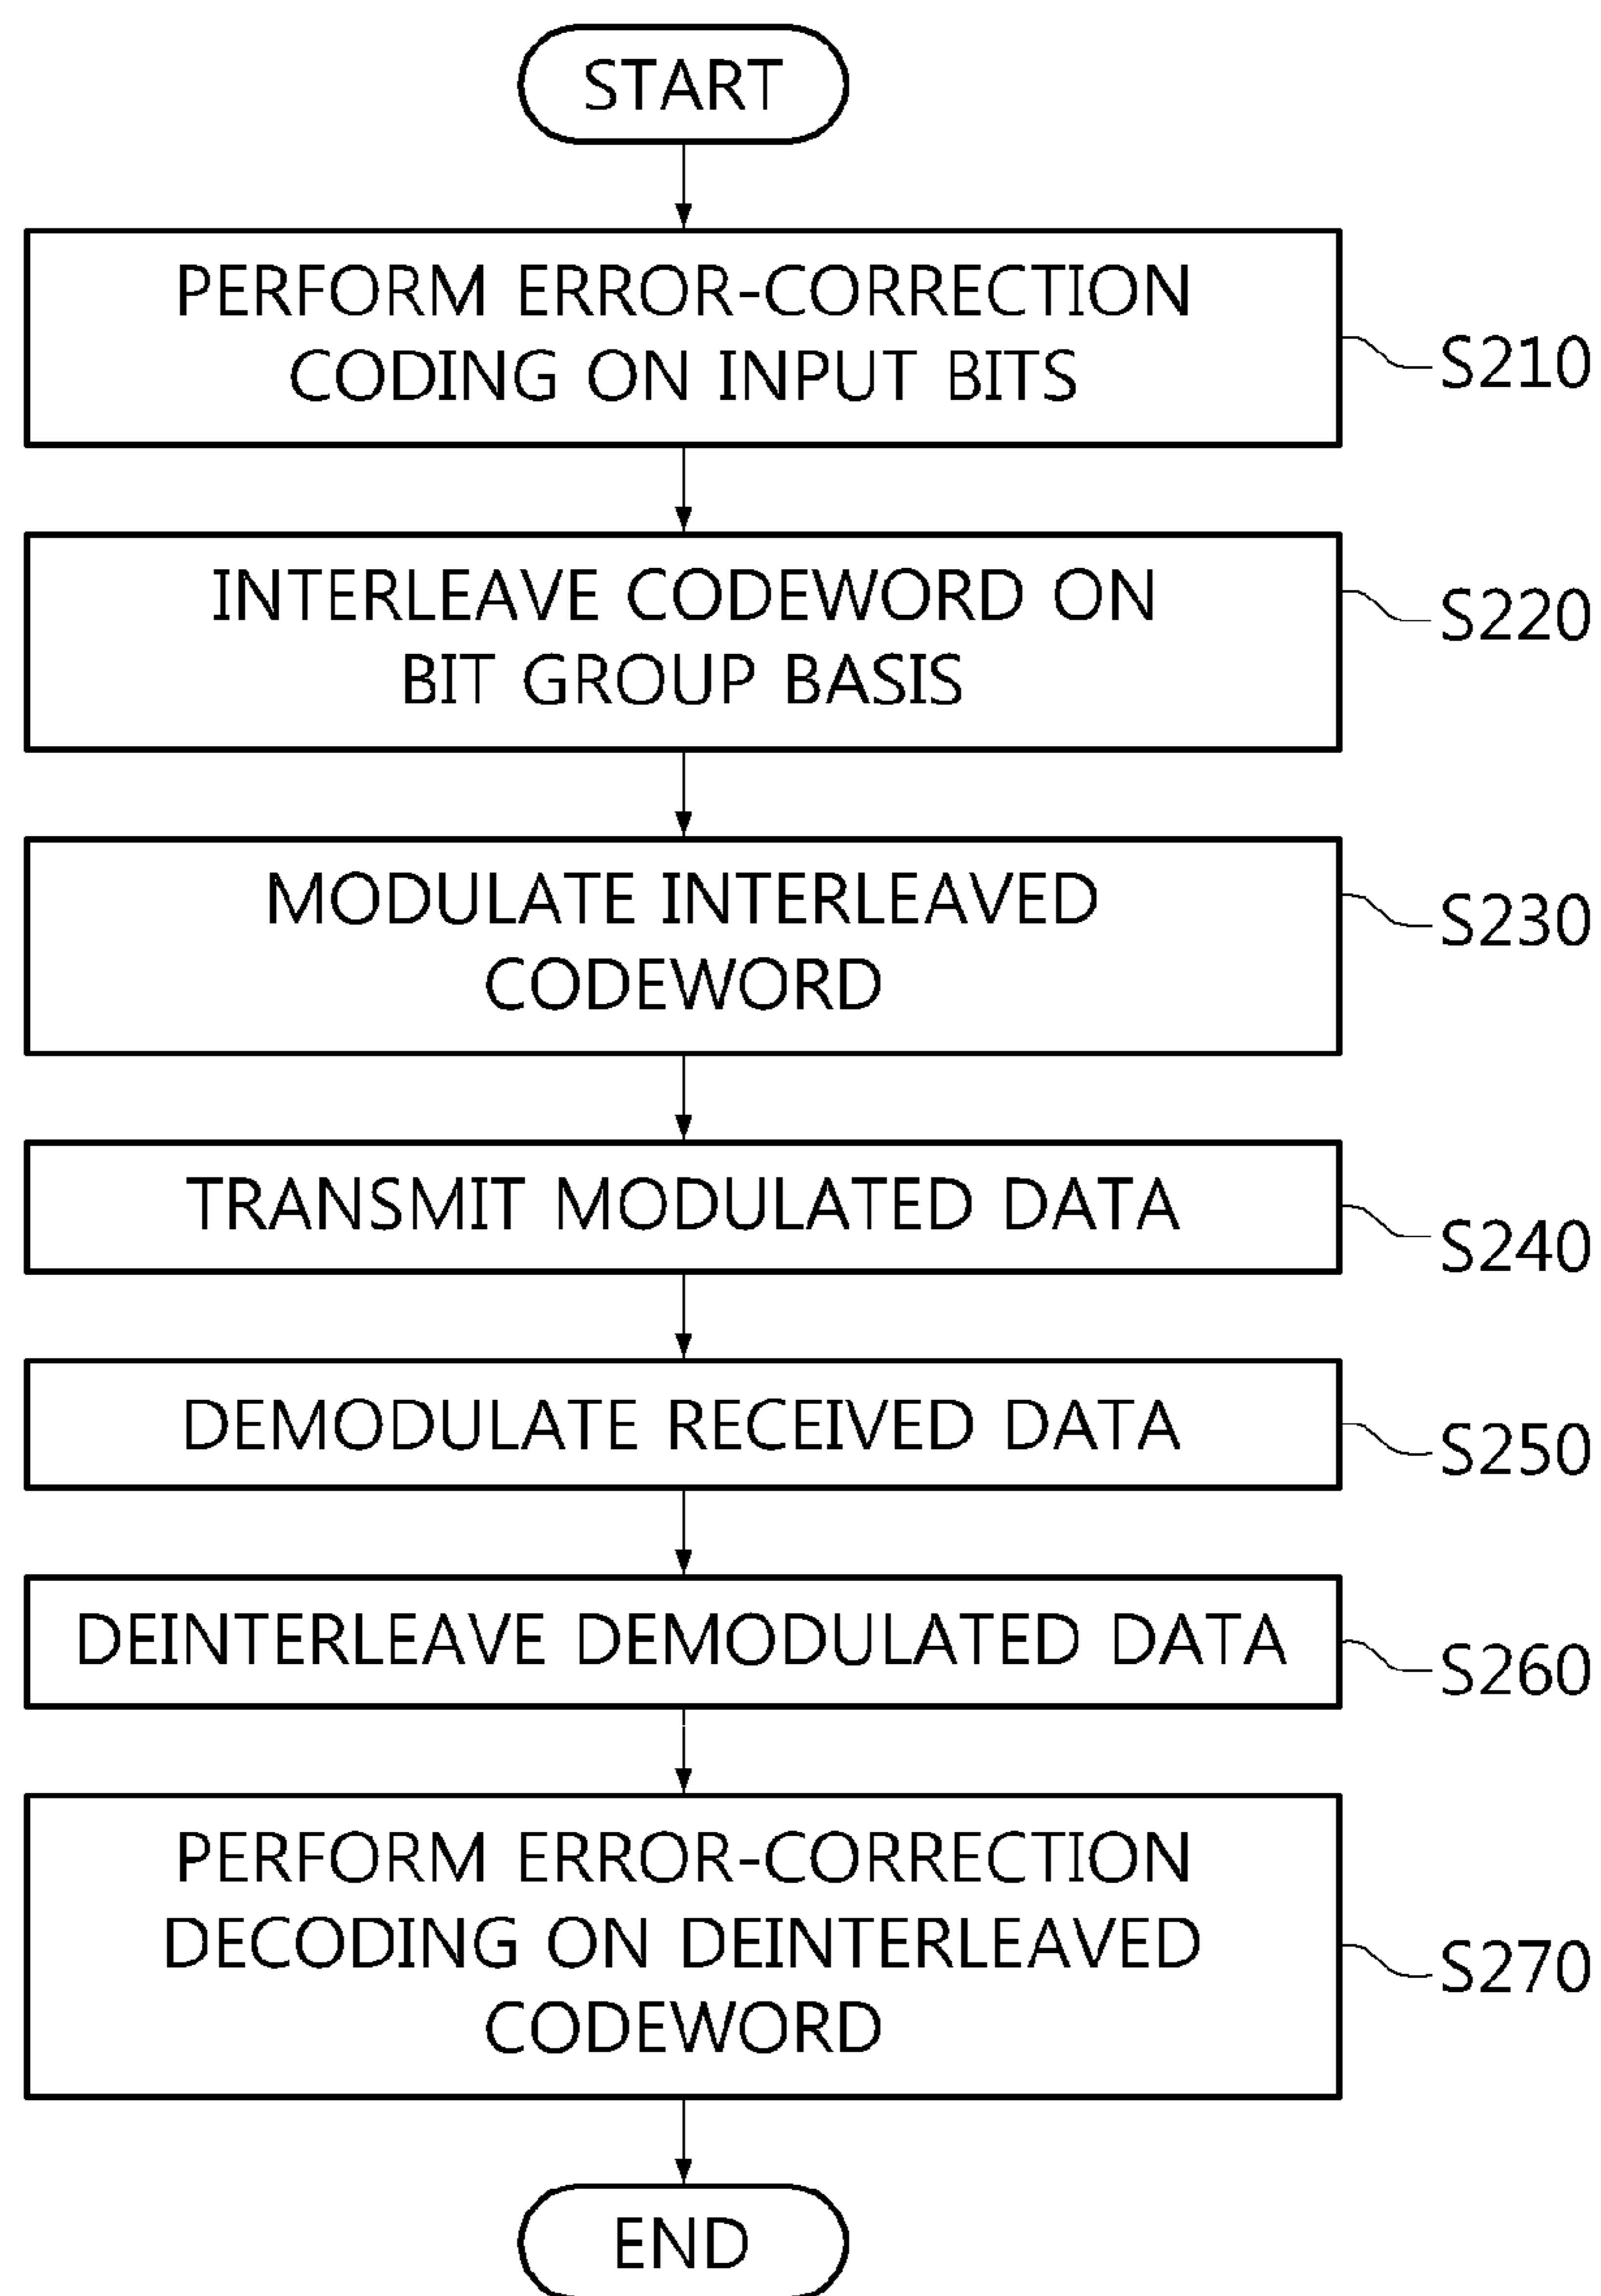 START
PERFORM ERROR-CORRECTION
CODING ON INPUT BITS
S210
INTERLEAVE CODEWORD ON
BIT GROUP BASIS
S220
MODULATE INTERLEAVED
CODEWORD
S230
TRANSMIT MODULATED DATA
S240
DEMODULATE RECEIVED DATA
S250
DEINTERLEAVE DEMODULATED DATA
S260
PERFORM ERROR-CORRECTION
DECODING ON DEINTERLEAVED
CODEWORD
S270
END